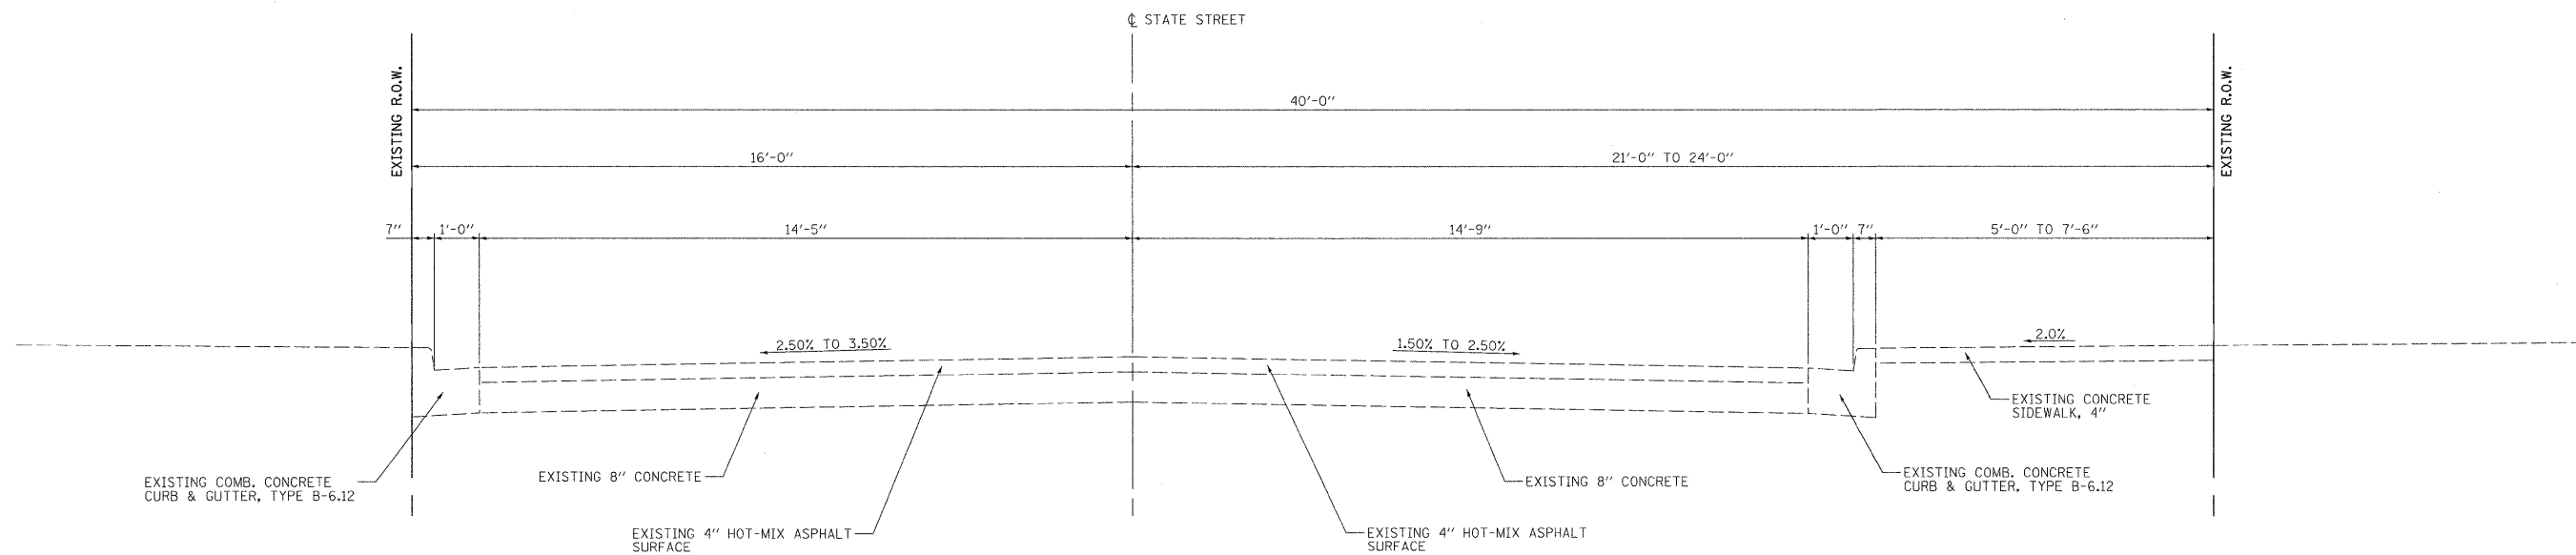 ℄ STATE STREET
EXISTING R.O.W.
EXISTING R.O.W.
40'-0"
16'-0"
21'-0" TO 24'-0"
7"
1'-0"
14'-5"
14'-9"
1'-0"
7"
5'-0" TO 7'-6"
2.50% TO 3.50%
1.50% TO 2.50%
2.0%
EXISTING CONCRETE
SIDEWALK, 4"
EXISTING COMB. CONCRETE
CURB & GUTTER, TYPE B-6.12
EXISTING 8" CONCRETE
EXISTING 8" CONCRETE
EXISTING COMB. CONCRETE
CURB & GUTTER, TYPE B-6.12
EXISTING 4" HOT-MIX ASPHALT
SURFACE
EXISTING 4" HOT-MIX ASPHALT
SURFACE